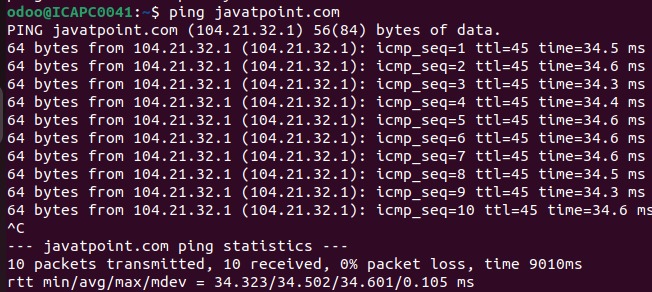 odoo@ICAPC0041:~$ ping javatpoint.com
PING javatpoint.com (104.21.32.1) 56(84) bytes of data.
64 bytes from 104.21.32.1 (104.21.32.1): icmp_seq=1 ttl=45 time=34.5 ms
64 bytes from 104.21.32.1 (104.21.32.1): icmp_seq=2 ttl=45 time=34.6 ms
64 bytes from 104.21.32.1 (104.21.32.1): icmp_seq=3 ttl=45 time=34.3 ms
64 bytes from 104.21.32.1 (104.21.32.1): icmp_seq=4 ttl=45 time=34.4 ms
64 bytes from 104.21.32.1 (104.21.32.1): icmp_seq=5 ttl=45 time=34.6 ms
64 bytes from 104.21.32.1 (104.21.32.1): icmp_seq=6 ttl=45 time=34.6 ms
64 bytes from 104.21.32.1 (104.21.32.1): icmp_seq=7 ttl=45 time=34.6 ms
64 bytes from 104.21.32.1 (104.21.32.1): icmp_seq=8 ttl=45 time=34.5 ms
64 bytes from 104.21.32.1 (104.21.32.1): icmp_seq=9 ttl=45 time=34.3 ms
64 bytes from 104.21.32.1 (104.21.32.1): icmp_seq=10 ttl=45 time=34.6 ms
^C
--- javatpoint.com ping statistics ---
10 packets transmitted, 10 received, 0% packet loss, time 9010ms
rtt min/avg/max/mdev = 34.323/34.502/34.601/0.105 ms